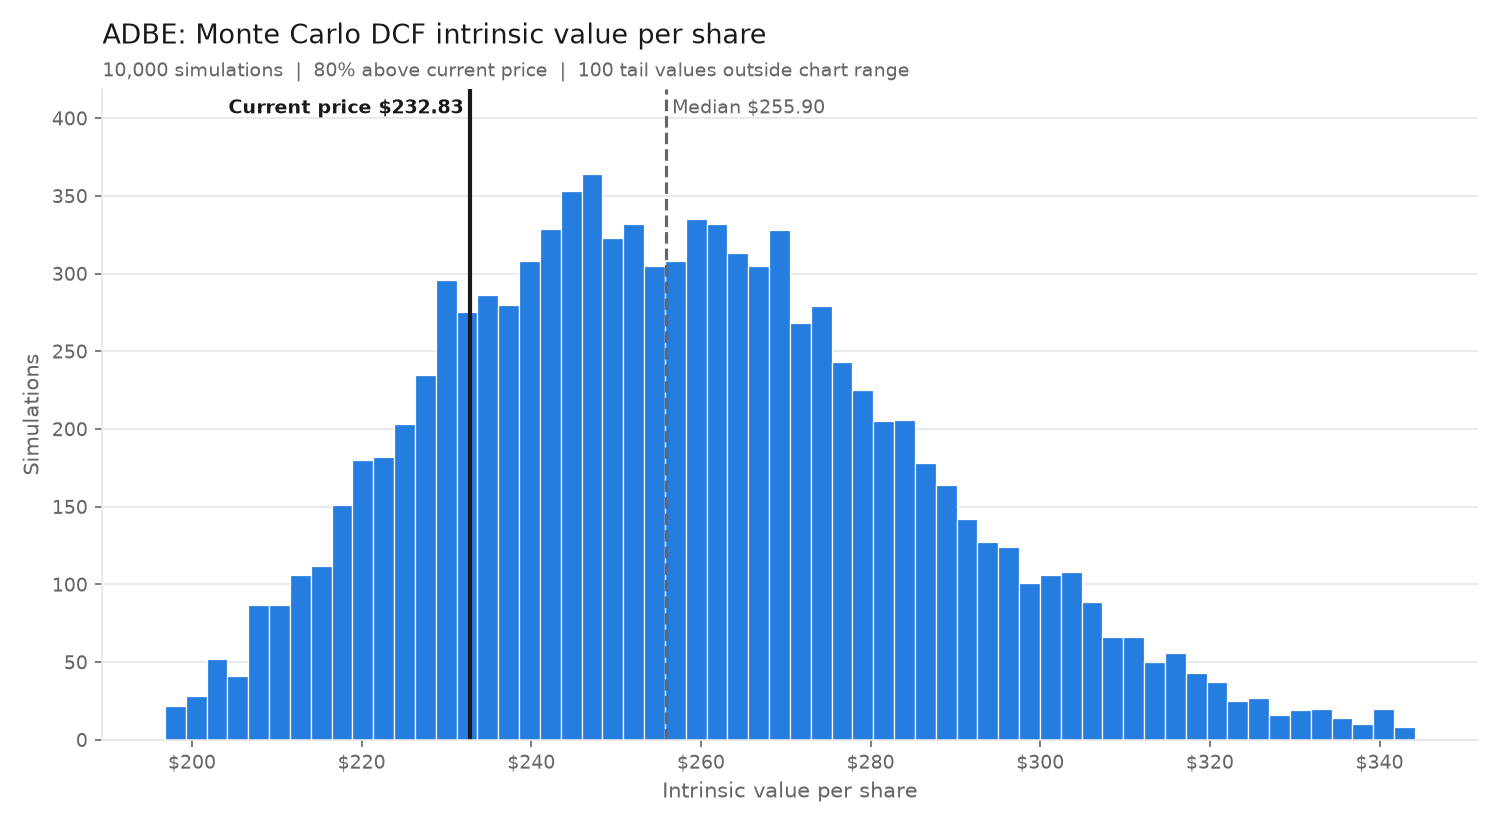 ADBE: Monte Carlo DCF intrinsic value per share
10,000 simulations | 80% above current price | 100 tail values outside chart range
Current price $232.83
Median $255.90
400
350
300
250
200
150
100
50
0
Simulations
$200 $220 $240 $260 $280 $300 $320 $340
Intrinsic value per share